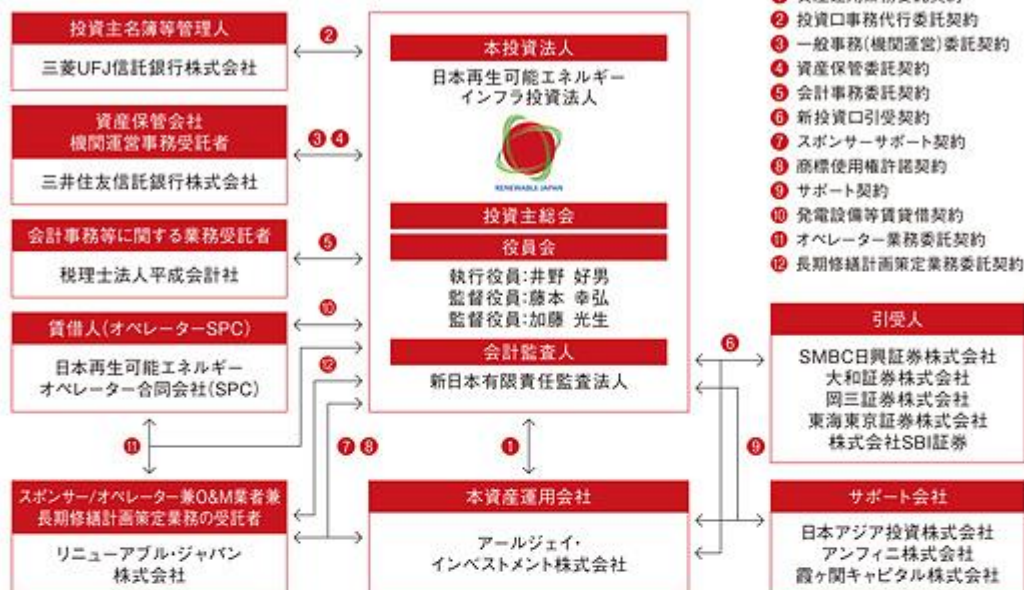 投資主名簿等管理人
三菱UFJ信託銀行株式会社
②
資産保管会社
機関運営事務受託者
三井住友信託銀行株式会社
③ ④
会計事務等に関する業務受託者
税理士法人平成会計社
⑤
賃借人(オペレーターSPC)
日本再生可能エネルギー
オペレーター合同会社(SPC)
⑩
⑫
⑪
⑦ ⑧
スポンサー/オペレーター兼O&M業者兼
長期修繕計画策定業務の受託者
リニューアブル・ジャパン
株式会社
本投資法人
日本再生可能エネルギー
インフラ投資法人
RENEWABLE JAPAN
投資主総会
役員会
執行役員:井野 好男
監督役員:藤本 幸弘
監督役員:加藤 光生
会計監査人
新日本有限責任監査法人
①
本資産運用会社
アールジェイ・
インベストメント株式会社
② 投資口事務代行委託契約
③ 一般事務(機関運営)委託契約
④ 資産保管委託契約
⑤ 会計事務委託契約
⑥ 新投資口引受契約
⑦ スポンサーサポート契約
⑧ 商標使用権許諾契約
⑨ サポート契約
⑩ 発電設備等賃貸借契約
⑪ オペレーター業務委託契約
⑫ 長期修繕計画策定業務委託契約
⑥
引受人
SMBC日興証券株式会社
大和証券株式会社
岡三証券株式会社
東海東京証券株式会社
株式会社SBI証券
⑨
サポート会社
日本アジア投資株式会社
アンフィニ株式会社
霞ヶ関キャピタル株式会社